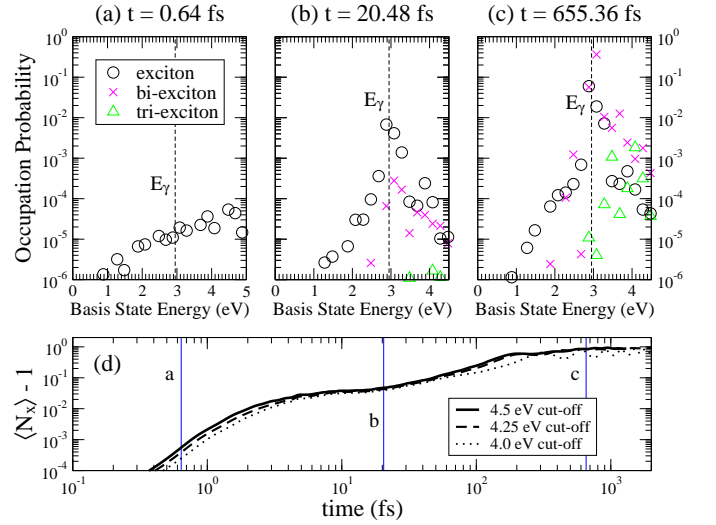 (a) t = 0.64 fs
(b) t = 20.48 fs
(c) t = 655.36 fs
Occupation Probability
10^0
10^-1
10^-2
10^-3
10^-4
10^-5
10^-6
exciton
bi-exciton
tri-exciton
E_γ
0 1 2 3 4 5
Basis State Energy (eV)
E_γ
0 1 2 3 4
Basis State Energy (eV)
E_γ
0 1 2 3 4
Basis State Energy (eV)
10^0
10^-1
10^-2
10^-3
10^-4
10^-5
10^-6
⟨N_x⟩ - 1
10^0
10^-1
10^-2
10^-3
10^-4
(d)
a
b
c
4.5 eV cut-off
4.25 eV cut-off
4.0 eV cut-off
10^-1 10^0 10^1 10^2 10^3
time (fs)